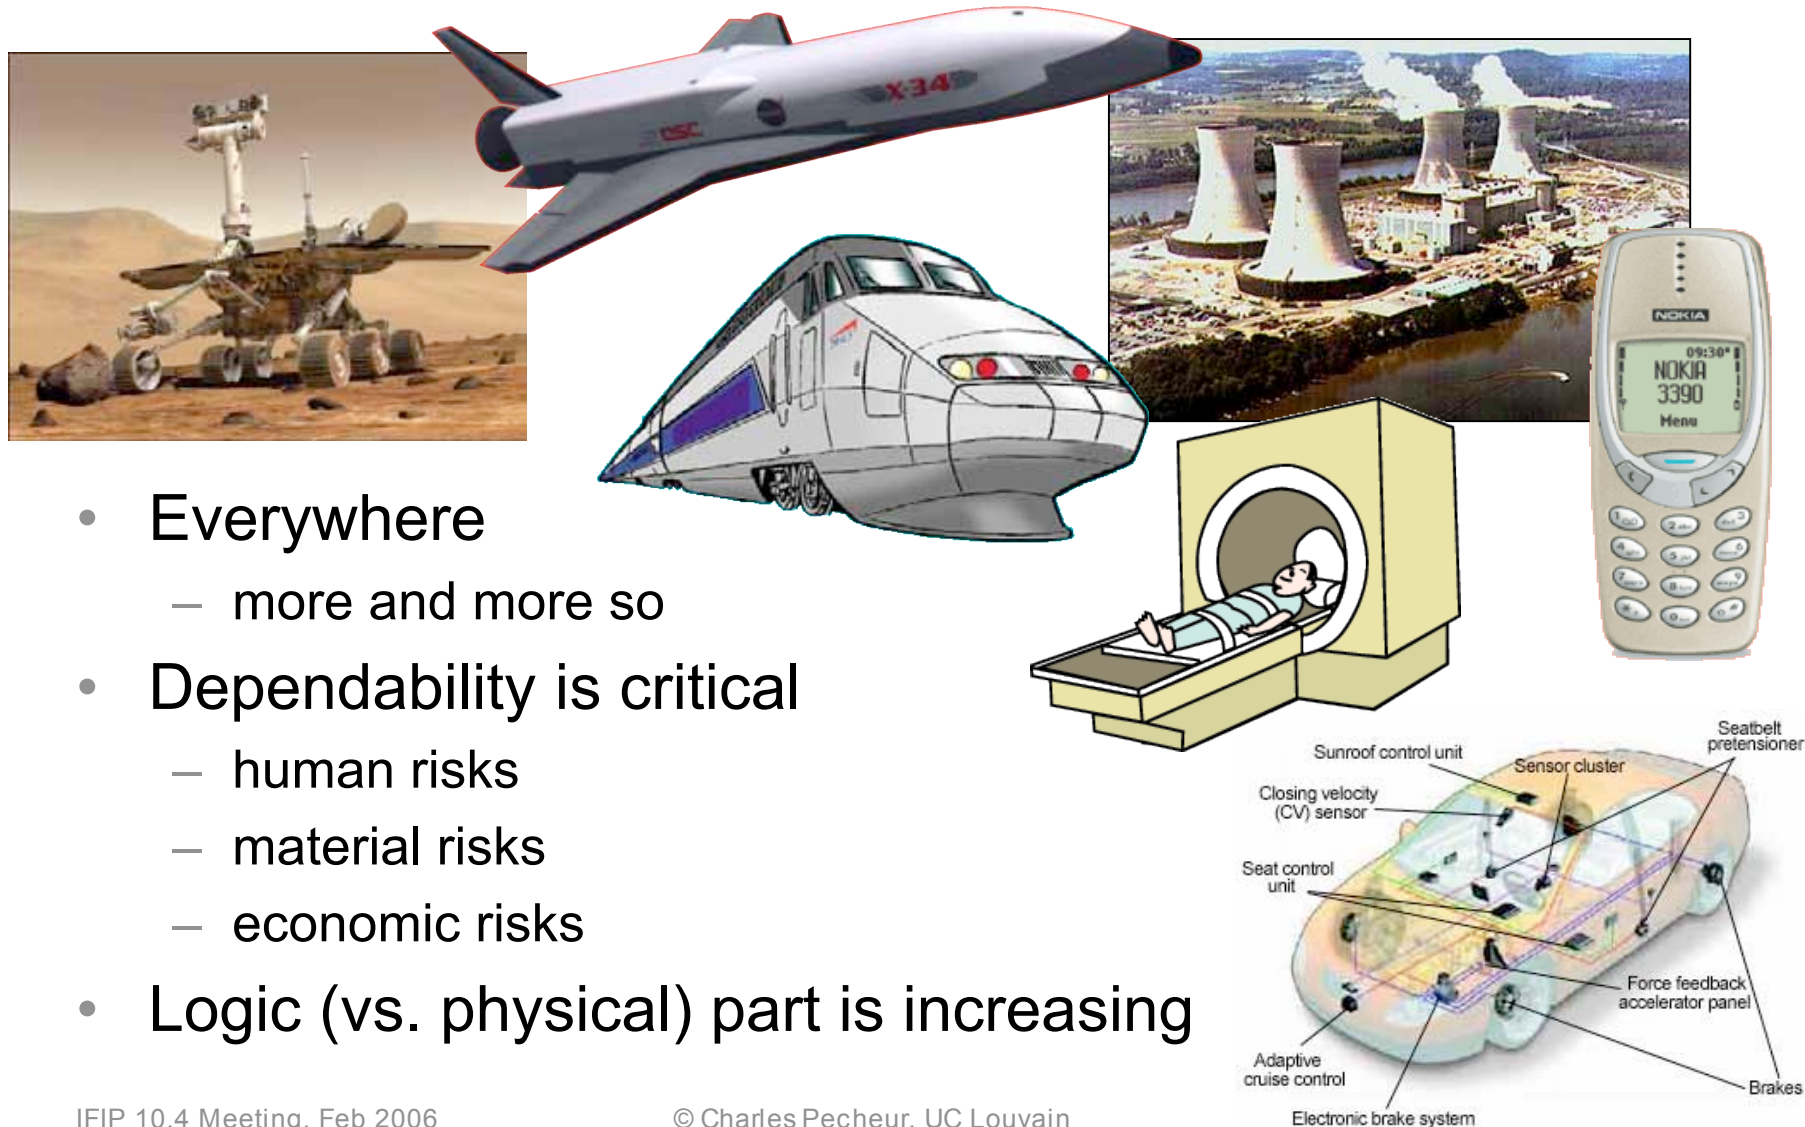 X-34
OSC
NOKIA
09:30
NOKIA
3390
Menu
• Everywhere
– more and more so
• Dependability is critical
– human risks
– material risks
– economic risks
• Logic (vs. physical) part is increasing
Sunroof control unit
Seatbelt
pretensioner
Sensor cluster
Closing velocity
(CV) sensor
Seat control
unit
Force feedback
accelerator panel
Adaptive
cruise control
Brakes
Electronic brake system
IFIP 10.4 Meeting, Feb 2006
© Charles Pecheur, UC Louvain